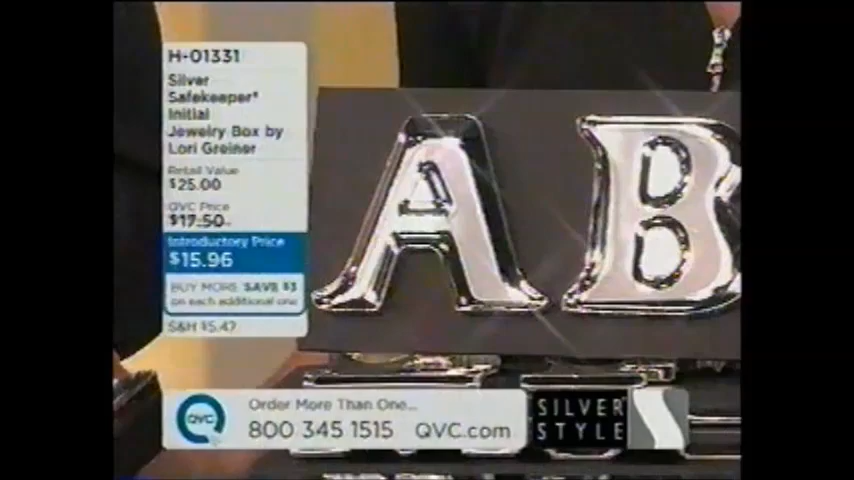 H-01331
Silver
Safekeeper®
Initial
Jewelry Box by
Lori Greiner
Retail Value
$25.00
QVC Price
$17.50
Introductory Price
$15.96
BUY MORE SAVE $3
on each additional one
S&H $5.47
A B
QVC
Order More Than One...
800 345 1515 QVC.com
SILVER
STYLE